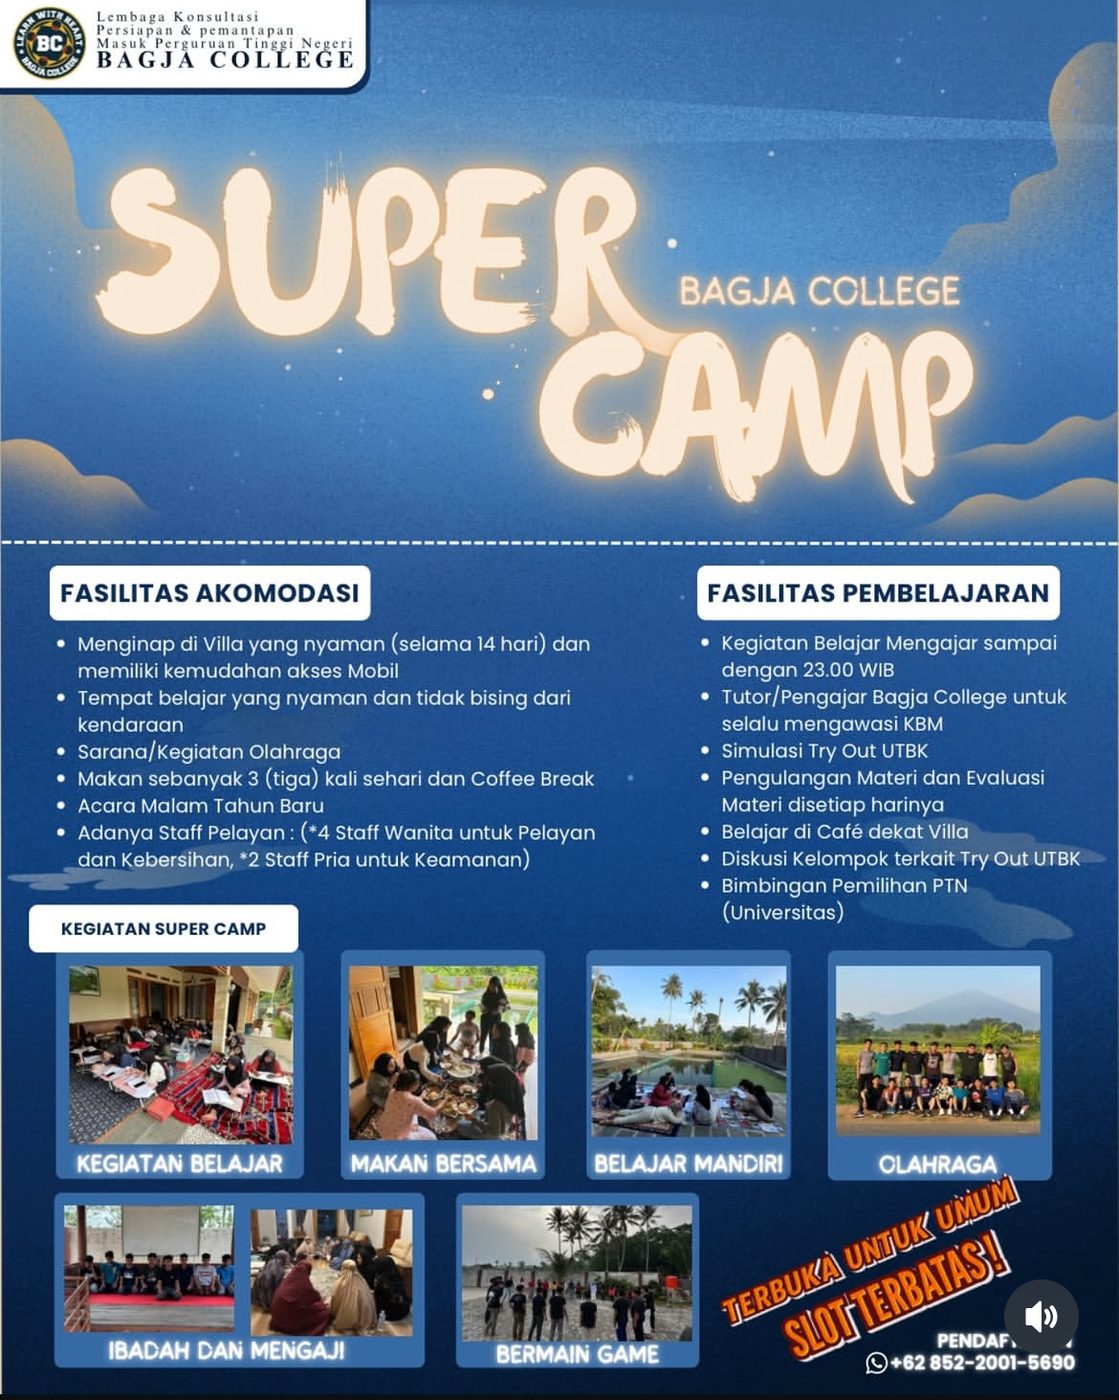 Lembaga Konsultasi
Persiapan & pemantapan
Masuk Perguruan Tinggi Negeri
BAGJA COLLEGE
LEARN WITH HEART
BC
BAGJA COLLEGE
SUPER
BAGJA COLLEGE
CAMP
FASILITAS AKOMODASI
• Menginap di Villa yang nyaman (selama 14 hari) dan
memiliki kemudahan akses Mobil
• Tempat belajar yang nyaman dan tidak bising dari
kendaraan
• Sarana/Kegiatan Olahraga
• Makan sebanyak 3 (tiga) kali sehari dan Coffee Break
• Acara Malam Tahun Baru
• Adanya Staff Pelayan : (*4 Staff Wanita untuk Pelayan
dan Kebersihan, *2 Staff Pria untuk Keamanan)
FASILITAS PEMBELAJARAN
• Kegiatan Belajar Mengajar sampai
dengan 23.00 WIB
• Tutor/Pengajar Bagja College untuk
selalu mengawasi KBM
• Simulasi Try Out UTBK
• Pengulangan Materi dan Evaluasi
Materi disetiap harinya
• Belajar di Café dekat Villa
• Diskusi Kelompok terkait Try Out UTBK
• Bimbingan Pemilihan PTN
(Universitas)
KEGIATAN SUPER CAMP
KEGIATAN BELAJAR
MAKAN BERSAMA
BELAJAR MANDIRI
OLAHRAGA
IBADAH DAN MENGAJI
BERMAIN GAME
TERBUKA UNTUK UMUM
SLOT TERBATAS!
+62 852-2001-5690